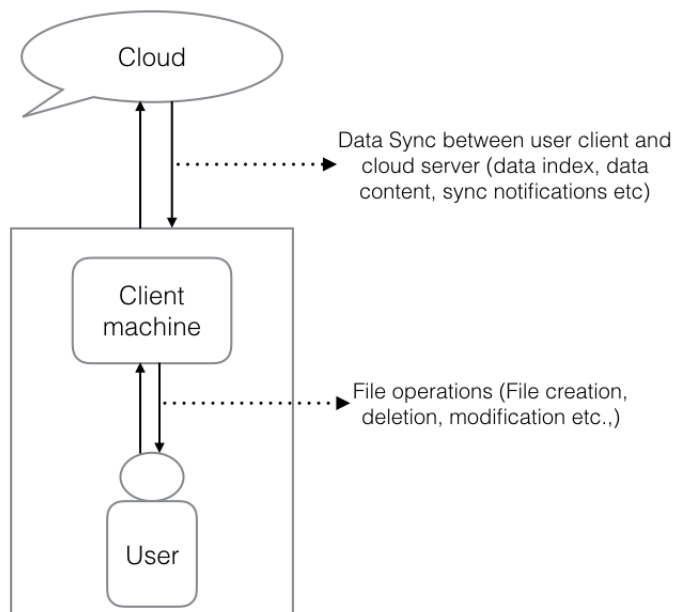 Cloud
Data Sync between user client and
cloud server (data index, data
content, sync notifications etc)
Client
machine
File operations (File creation,
deletion, modification etc.,)
User